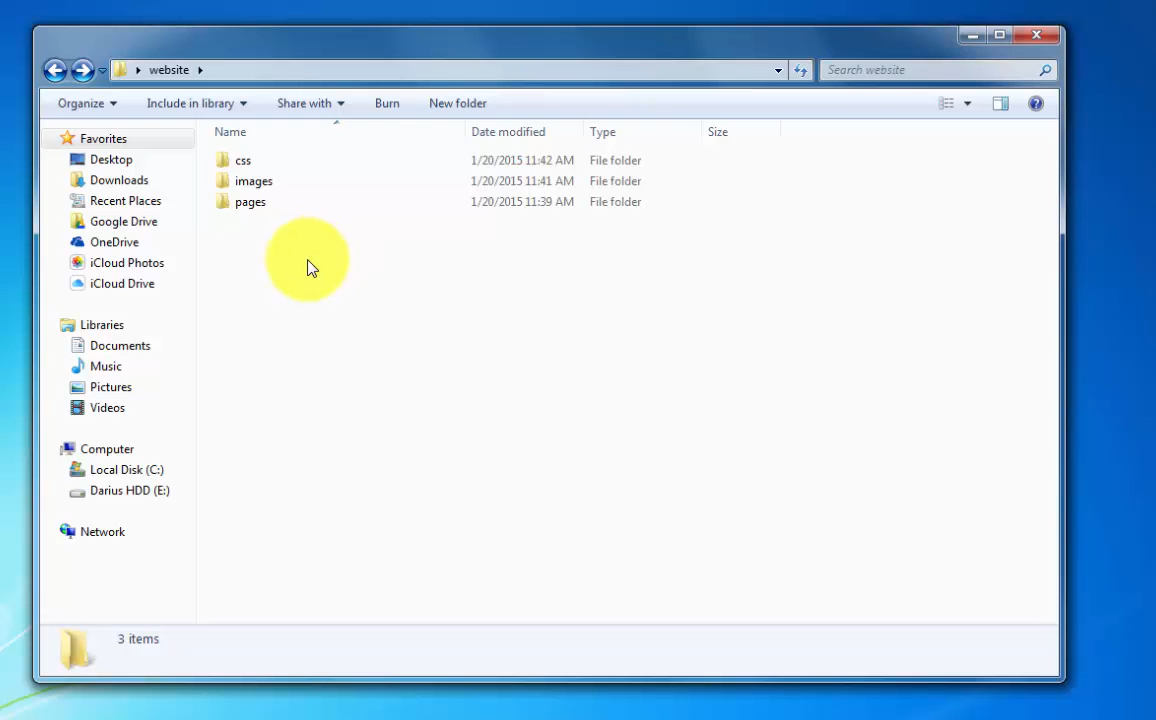 website
Search website
Organize Include in library Share with Burn New folder
Name Date modified Type Size
css 1/20/2015 11:42 AM File folder
images 1/20/2015 11:41 AM File folder
pages 1/20/2015 11:39 AM File folder
Favorites
Desktop
Downloads
Recent Places
Google Drive
OneDrive
iCloud Photos
iCloud Drive
Libraries
Documents
Music
Pictures
Videos
Computer
Local Disk (C:)
Darius HDD (E:)
Network
3 items